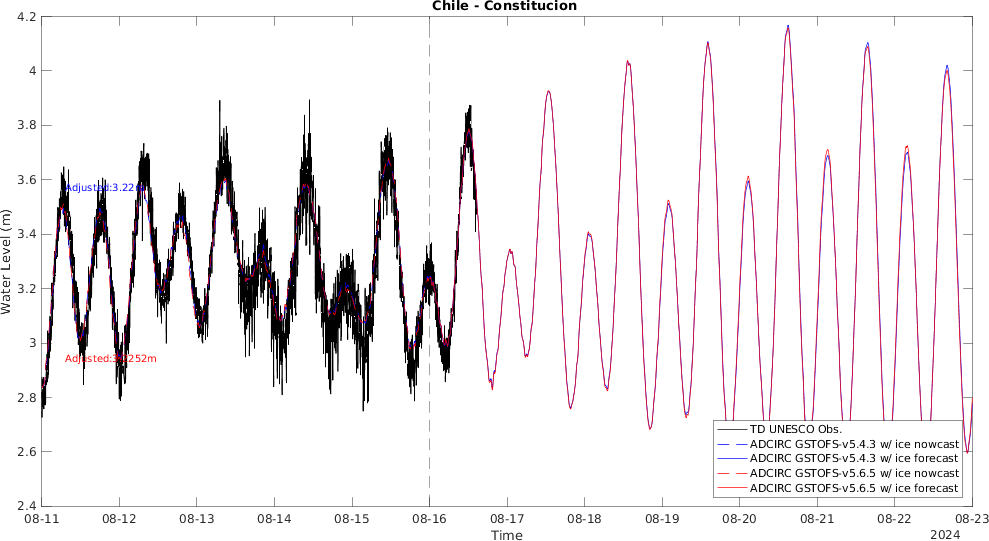 Chile - Constitucion
Water Level (m)
4.2
4
3.8
3.6
3.4
3.2
3
2.8
2.6
2.4
Adjusted:3.22
TD UNESCO Obs.
ADCIRC GSTOFS-v5.4.3 w/ ice nowcast
ADCIRC GSTOFS-v5.4.3 w/ ice forecast
ADCIRC GSTOFS-v5.6.5 w/ ice nowcast
ADCIRC GSTOFS-v5.6.5 w/ ice forecast
08-11
08-12
08-13
08-14
08-15
08-16
08-17
08-18
08-19
08-20
08-21
08-22
08-23
Time
2024